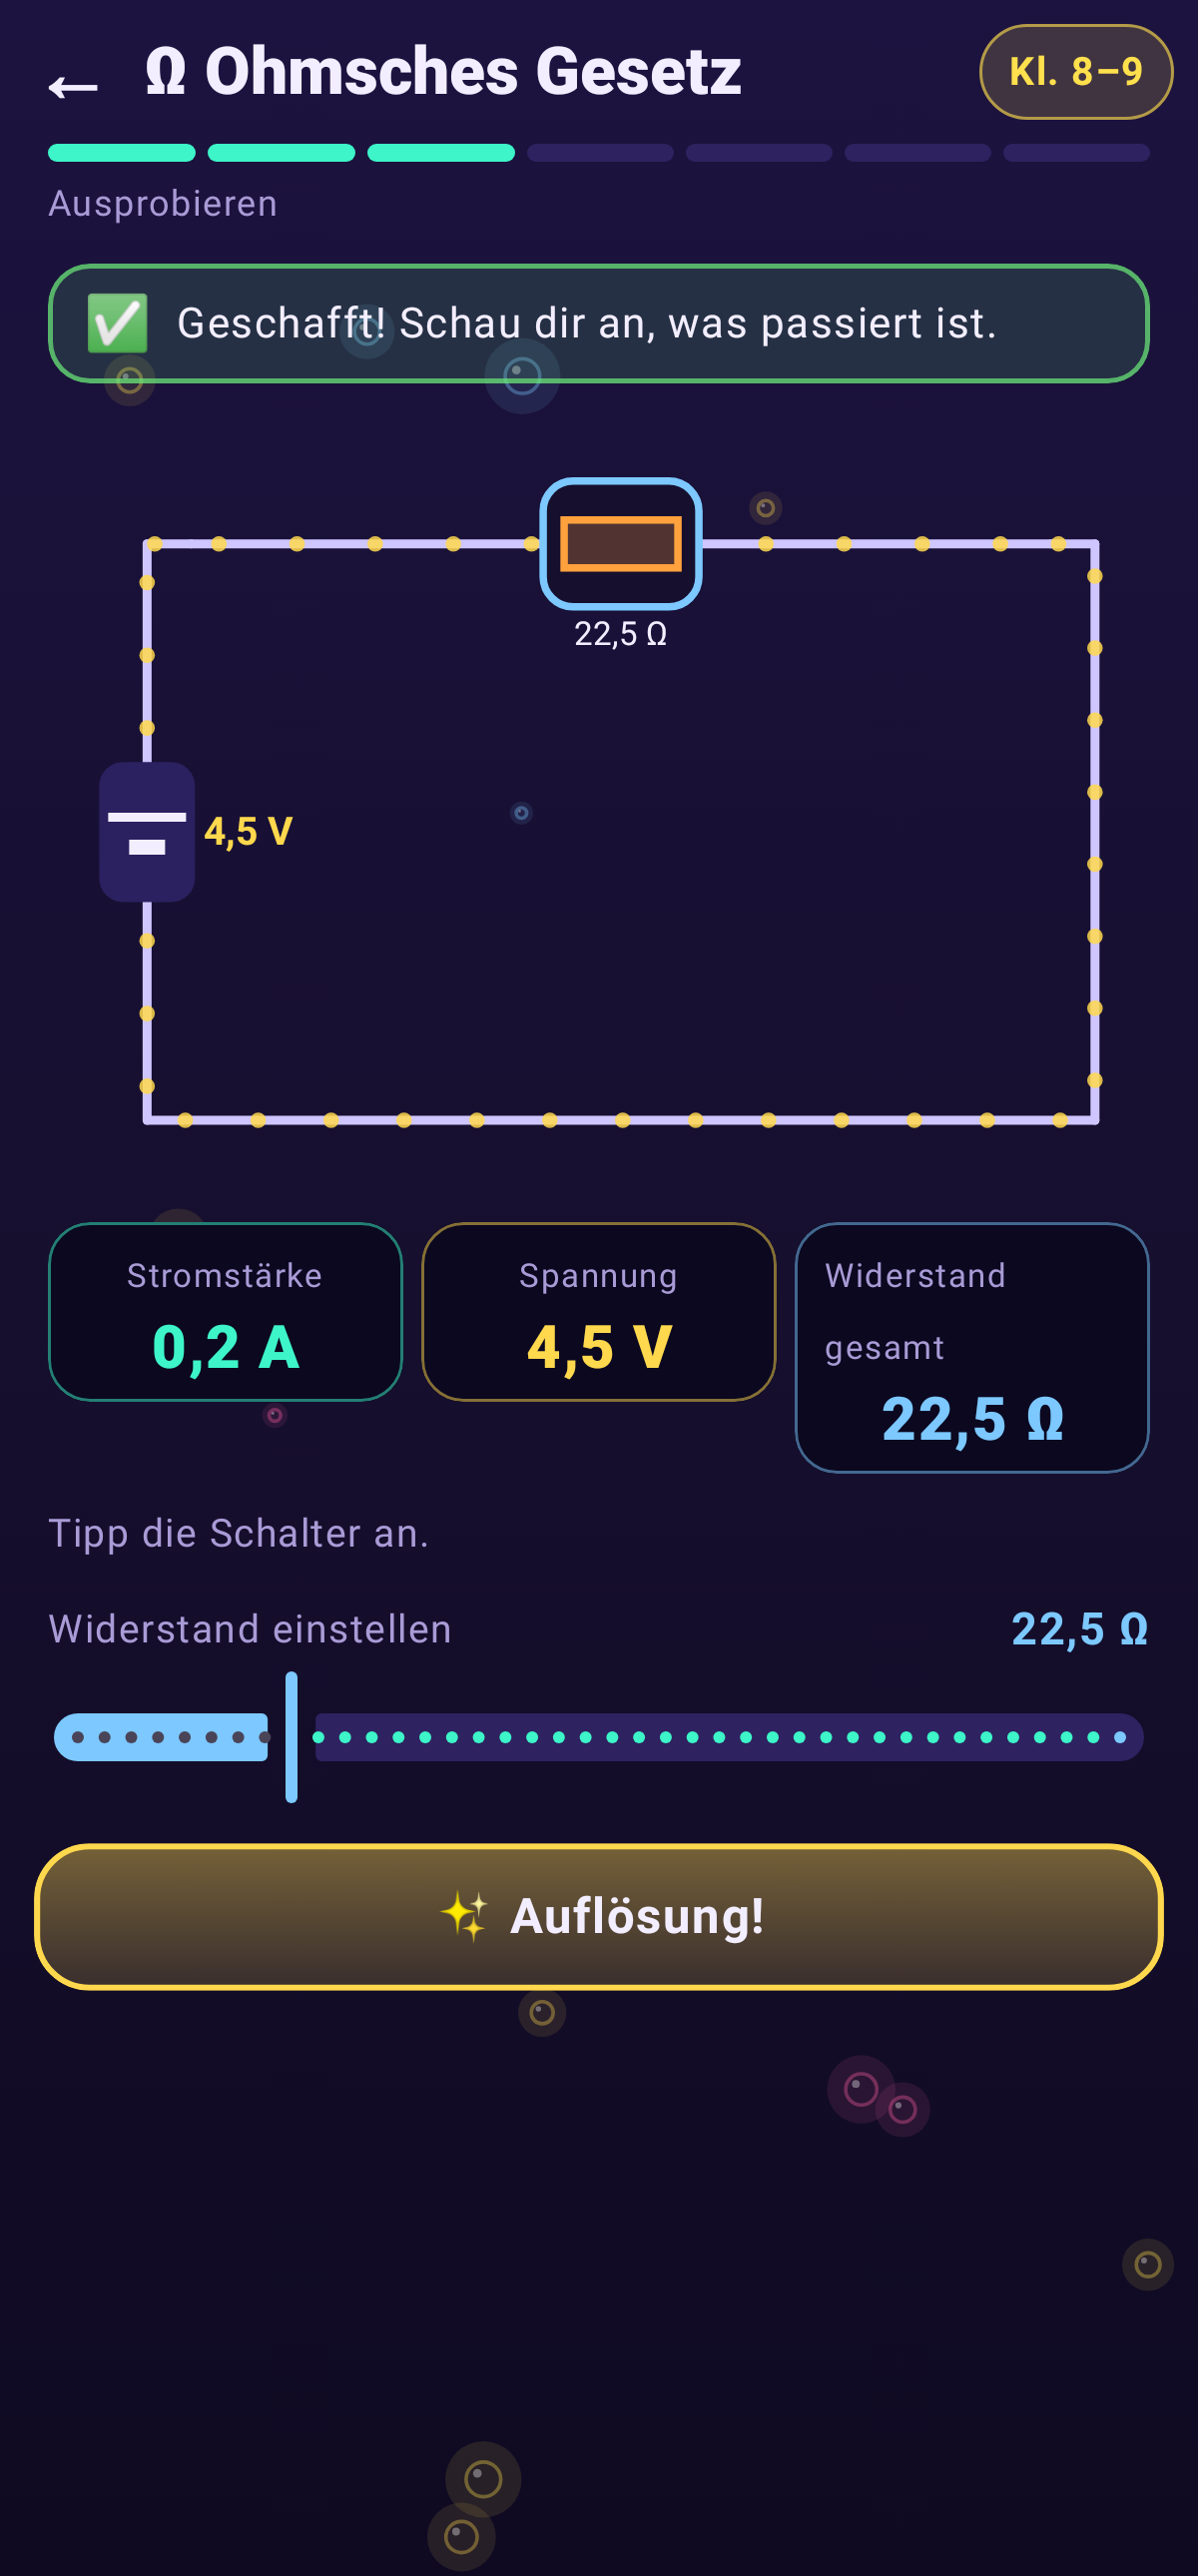 ← Ω Ohmsches Gesetz
Kl. 8–9
Ausprobieren
✅ Geschafft! Schau dir an, was passiert ist.
22,5 Ω
4,5 V
Stromstärke
0,2 A
Spannung
4,5 V
Widerstand
gesamt
22,5 Ω
Tipp die Schalter an.
Widerstand einstellen
22,5 Ω
✨ Auflösung!